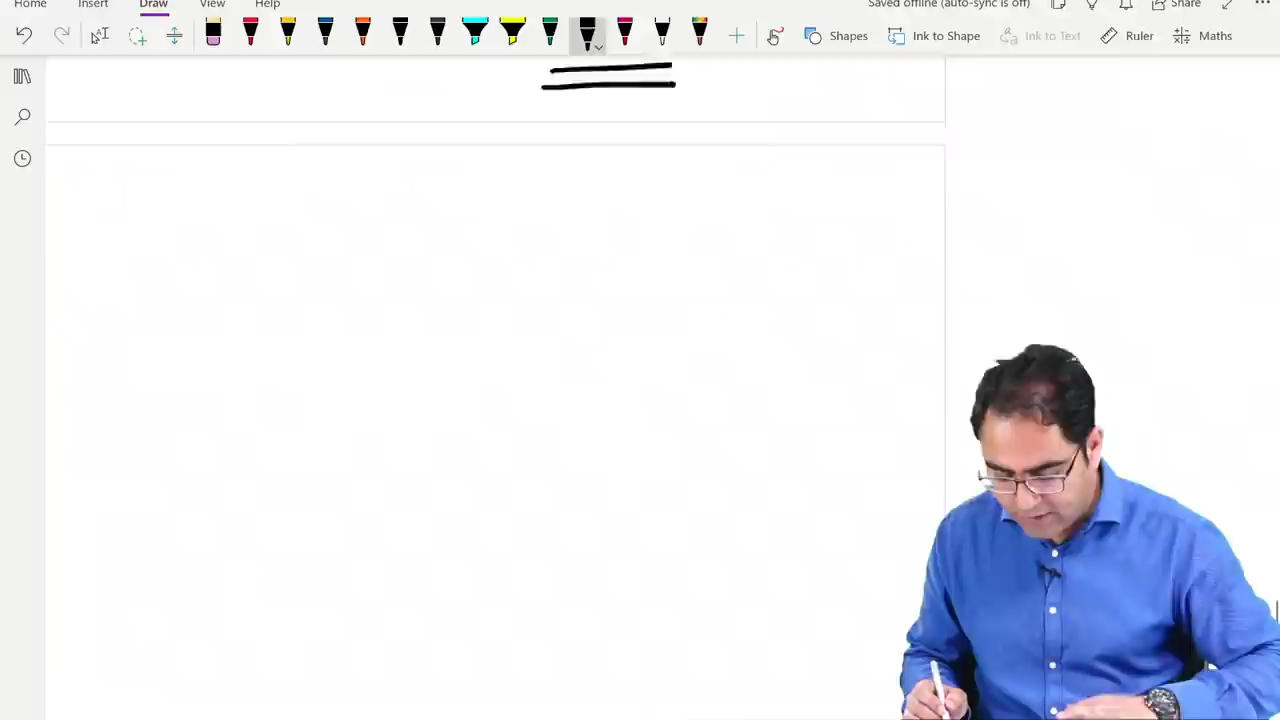 Home Insert Draw View Help Saved offline (auto-sync is off) Share
Shapes Ink to Shape Ink to Text Ruler Maths